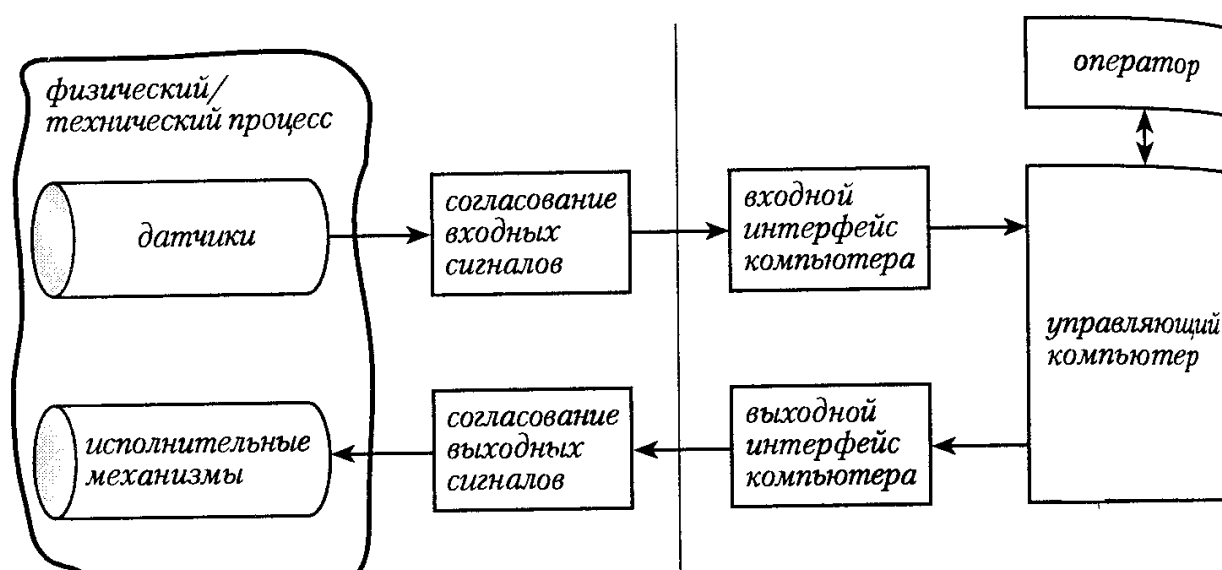 физический/
технический процесс
оператор
датчики
согласование
входных
сигналов
входной
интерфейс
компьютера
управляющий
компьютер
исполнительные
механизмы
согласование
выходных
сигналов
выходной
интерфейс
компьютера